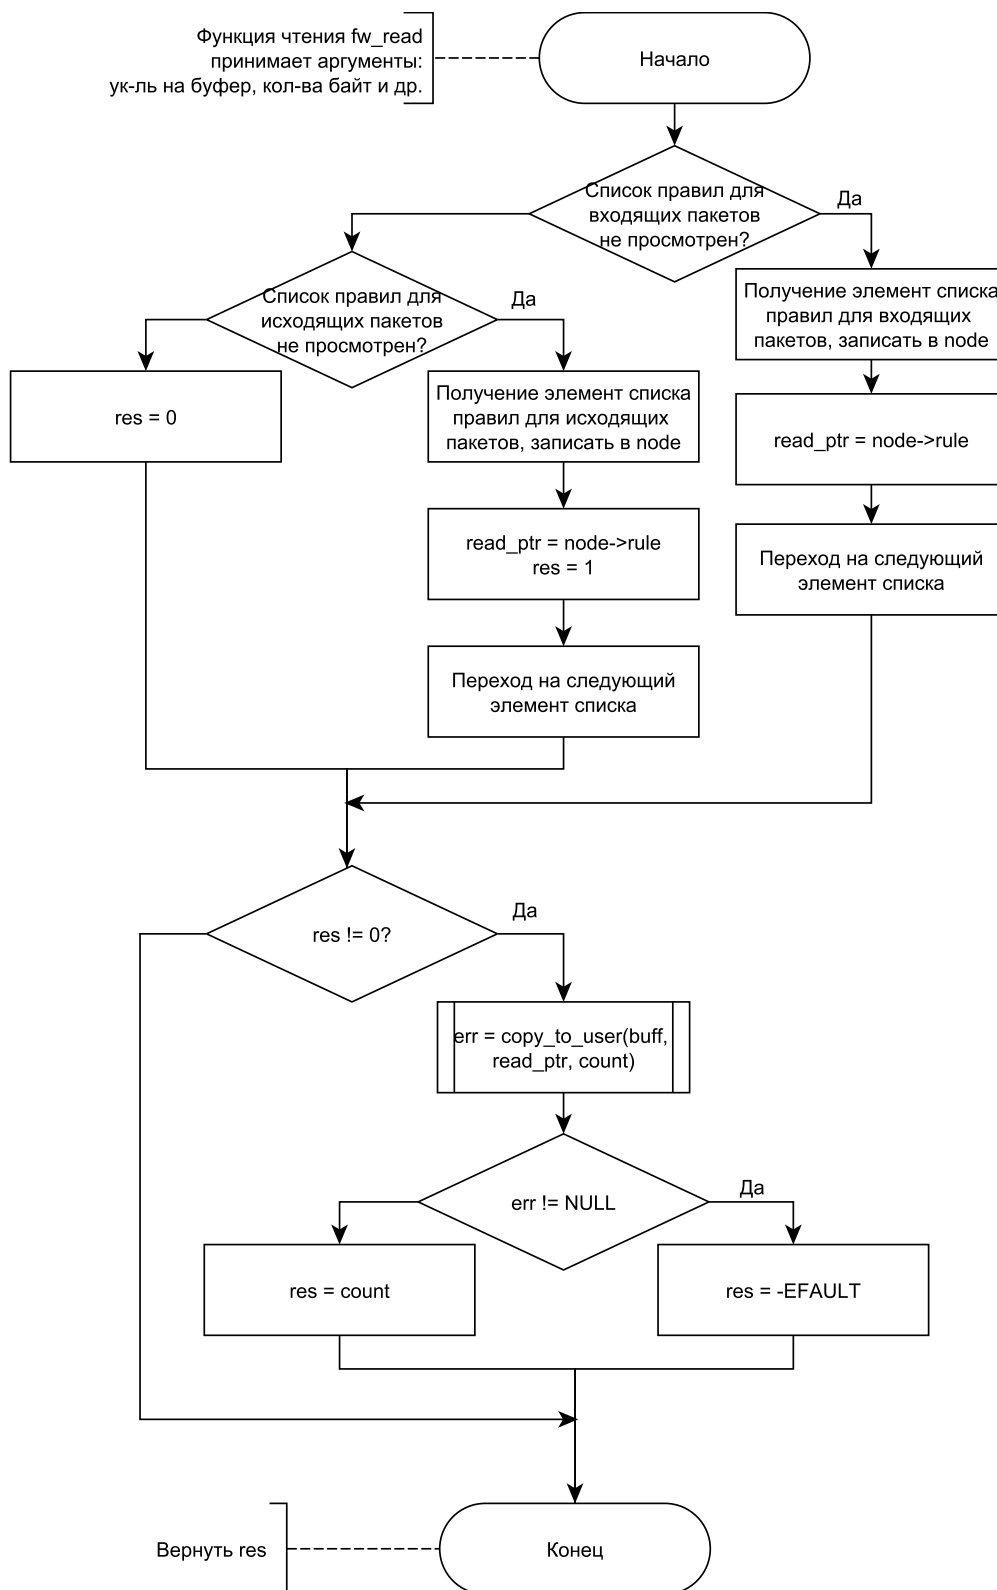 Функция чтения fw_read
принимает аргументы:
ук-ль на буфер, кол-ва байт и др.
Начало
Список правил для
входящих пакетов
не просмотрен?
Да
Список правил для
исходящих пакетов
не просмотрен?
Да
Получение элемент списка
правил для входящих
пакетов, записать в node
res = 0
Получение элемент списка
правил для исходящих
пакетов, записать в node
read_ptr = node->rule
read_ptr = node->rule
res = 1
Переход на следующий
элемент списка
Переход на следующий
элемент списка
res != 0?
Да
err = copy_to_user(buff,
read_ptr, count)
err != NULL
Да
res = count
res = -EFAULT
Вернуть res
Конец